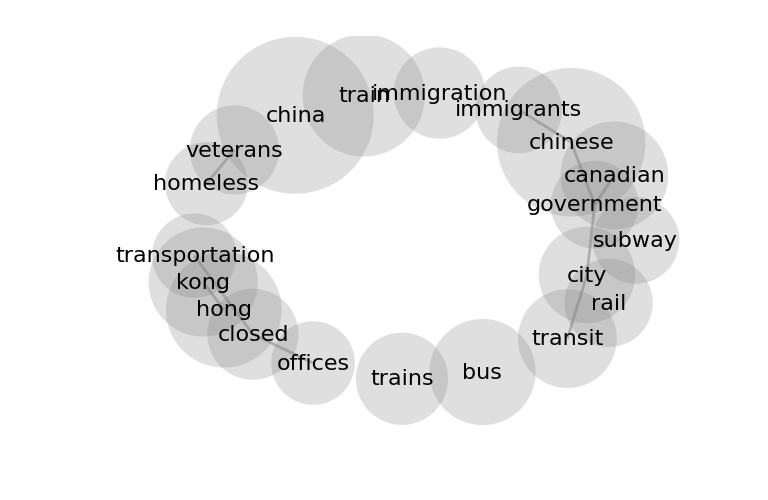 train
immigration
immigrants
china
chinese
veterans
canadian
homeless
government
subway
transportation
city
kong
rail
hong
closed
transit
offices
bus
trains